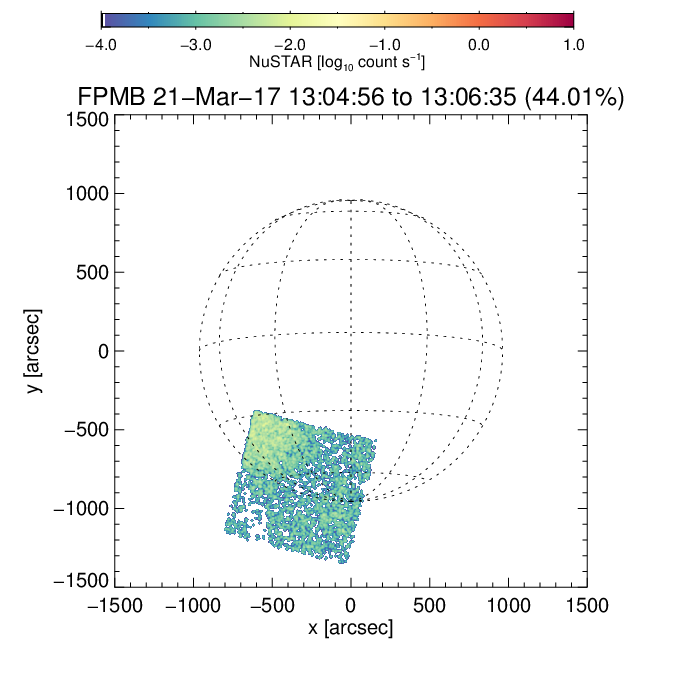 −4.0 −3.0 −2.0 −1.0 0.0 1.0
NuSTAR [log₁₀ count s⁻¹]
FPMB 21−Mar−17 13:04:56 to 13:06:35 (44.01%)
1500
1000
500
0
−500
−1000
−1500
y [arcsec]
−1500 −1000 −500 0 500 1000 1500
x [arcsec]